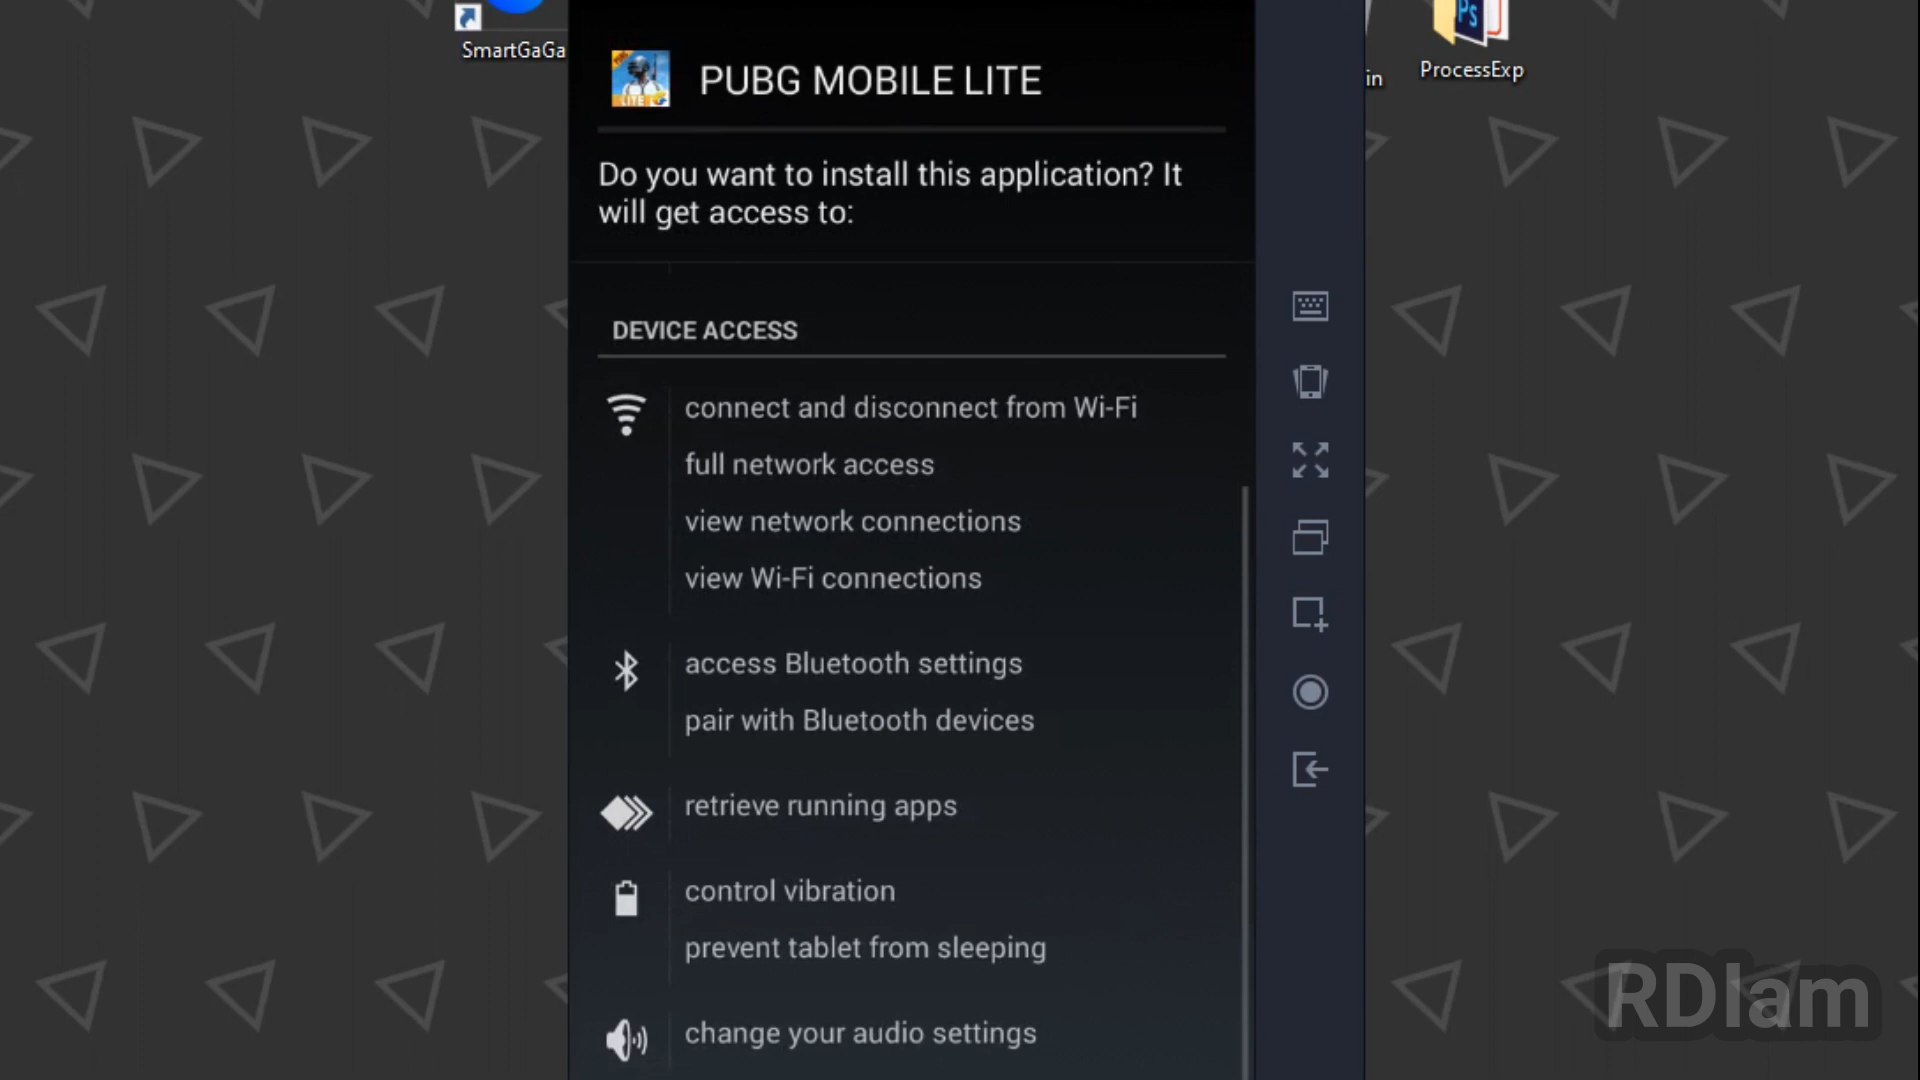 SmartGaGa
in
ProcessExp
PUBG MOBILE LITE
Do you want to install this application? It
will get access to:
DEVICE ACCESS
connect and disconnect from Wi-Fi
full network access
view network connections
view Wi-Fi connections
access Bluetooth settings
pair with Bluetooth devices
retrieve running apps
control vibration
prevent tablet from sleeping
change your audio settings
LITE
Ps
RDIam